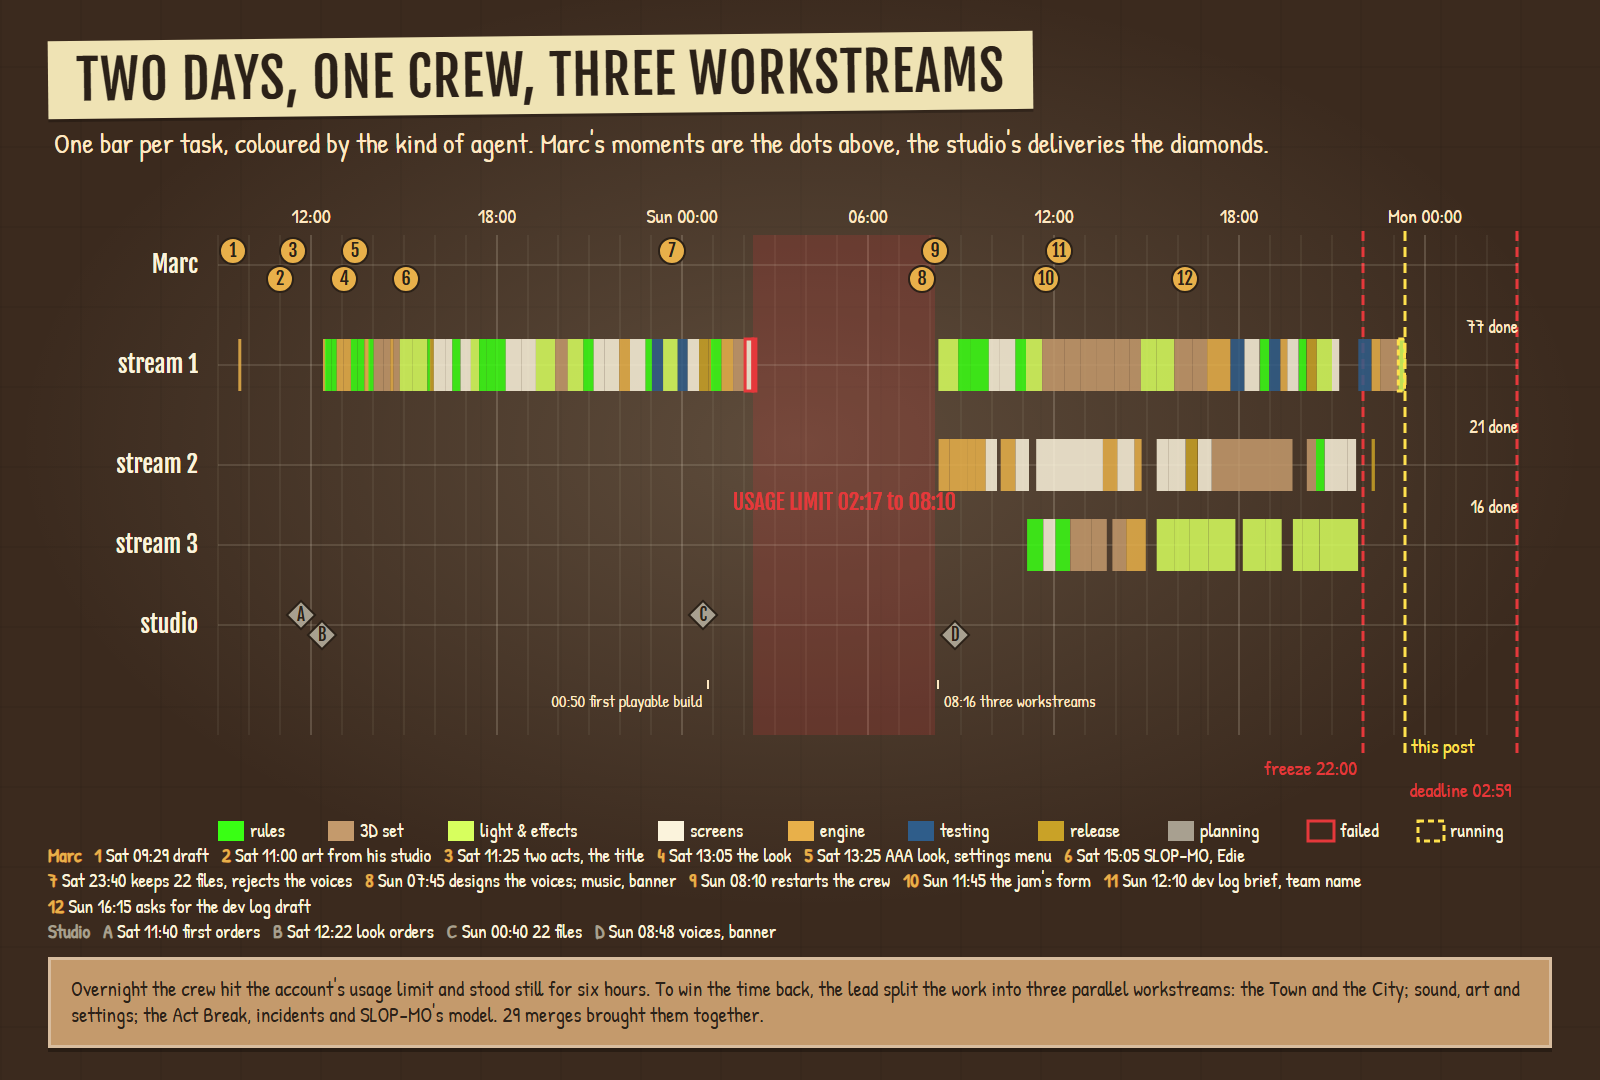 TWO DAYS, ONE CREW, THREE WORKSTREAMS
One bar per task, coloured by the kind of agent. Marc's moments are the dots above, the studio's deliveries the diamonds.
12:00 18:00 Sun 00:00 06:00 12:00 18:00 Mon 00:00
Marc 1 2 3 4 5 6 7 8 9 10 11 12
77 done
stream 1
21 done
stream 2
USAGE LIMIT 02:17 to 08:10
16 done
stream 3
studio A B C D
00:50 first playable build 08:16 three workstreams
this post
freeze 22:00
deadline 02:59
rules 3D set light & effects screens engine testing release planning failed running
Marc 1 Sat 09:29 draft 2 Sat 11:00 art from his studio 3 Sat 11:25 two acts, the title 4 Sat 13:05 the look 5 Sat 13:25 AAA look, settings menu 6 Sat 15:05 SLOP-MO, Edie
7 Sat 23:40 keeps 22 files, rejects the voices 8 Sun 07:45 designs the voices; music, banner 9 Sun 08:10 restarts the crew 10 Sun 11:45 the jam's form 11 Sun 12:10 dev log brief, team name
12 Sun 16:15 asks for the dev log draft
Studio A Sat 11:40 first orders B Sat 12:22 look orders C Sun 00:40 22 files D Sun 08:48 voices, banner
Overnight the crew hit the account's usage limit and stood still for six hours. To win the time back, the lead split the work into three parallel workstreams: the Town and the City; sound, art and
settings; the Act Break, incidents and SLOP-MO's model. 29 merges brought them together.